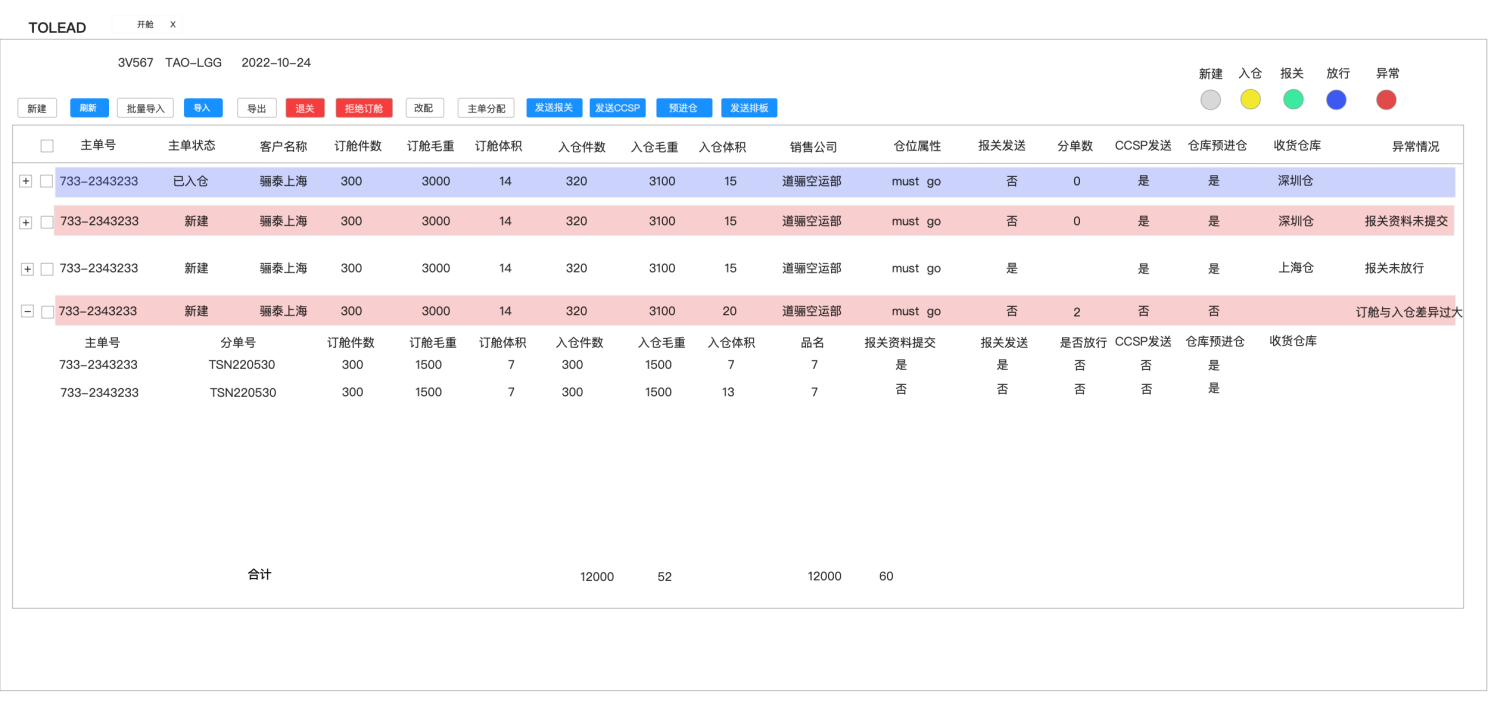 TOLEAD 开舱 X
3V567 TAO-LGG 2022-10-24
新建 入仓 报关 放行 异常
新建 刷新 批量导入 导入 导出 退关 拒绝订舱 改配 主单分配 发送报关 发送CCSP 预进仓 发送排板
主单号 主单状态 客户名称 订舱件数 订舱毛重 订舱体积 入仓件数 入仓毛重 入仓体积 销售公司 仓位属性 报关发送 分单数 CCSP发送 仓库预进仓 收货仓库 异常情况
+ 733-2343233 已入仓 骊泰上海 300 3000 14 320 3100 15 道骊空运部 must go 否 0 是 是 深圳仓
+ 733-2343233 新建 骊泰上海 300 3000 14 320 3100 15 道骊空运部 must go 否 0 是 是 深圳仓 报关资料未提交
+ 733-2343233 新建 骊泰上海 300 3000 14 320 3100 15 道骊空运部 must go 是 是 是 上海仓 报关未放行
- 733-2343233 新建 骊泰上海 300 3000 14 320 3100 20 道骊空运部 must go 否 2 否 否 订舱与入仓差异过大
主单号 分单号 订舱件数 订舱毛重 订舱体积 入仓件数 入仓毛重 入仓体积 品名 报关资料提交 报关发送 是否放行 CCSP发送 仓库预进仓 收货仓库
733-2343233 TSN220530 300 1500 7 300 1500 7 7 是 是 否 否 是
733-2343233 TSN220530 300 1500 7 300 1500 13 7 否 否 否 否 是
合计 12000 52 12000 60